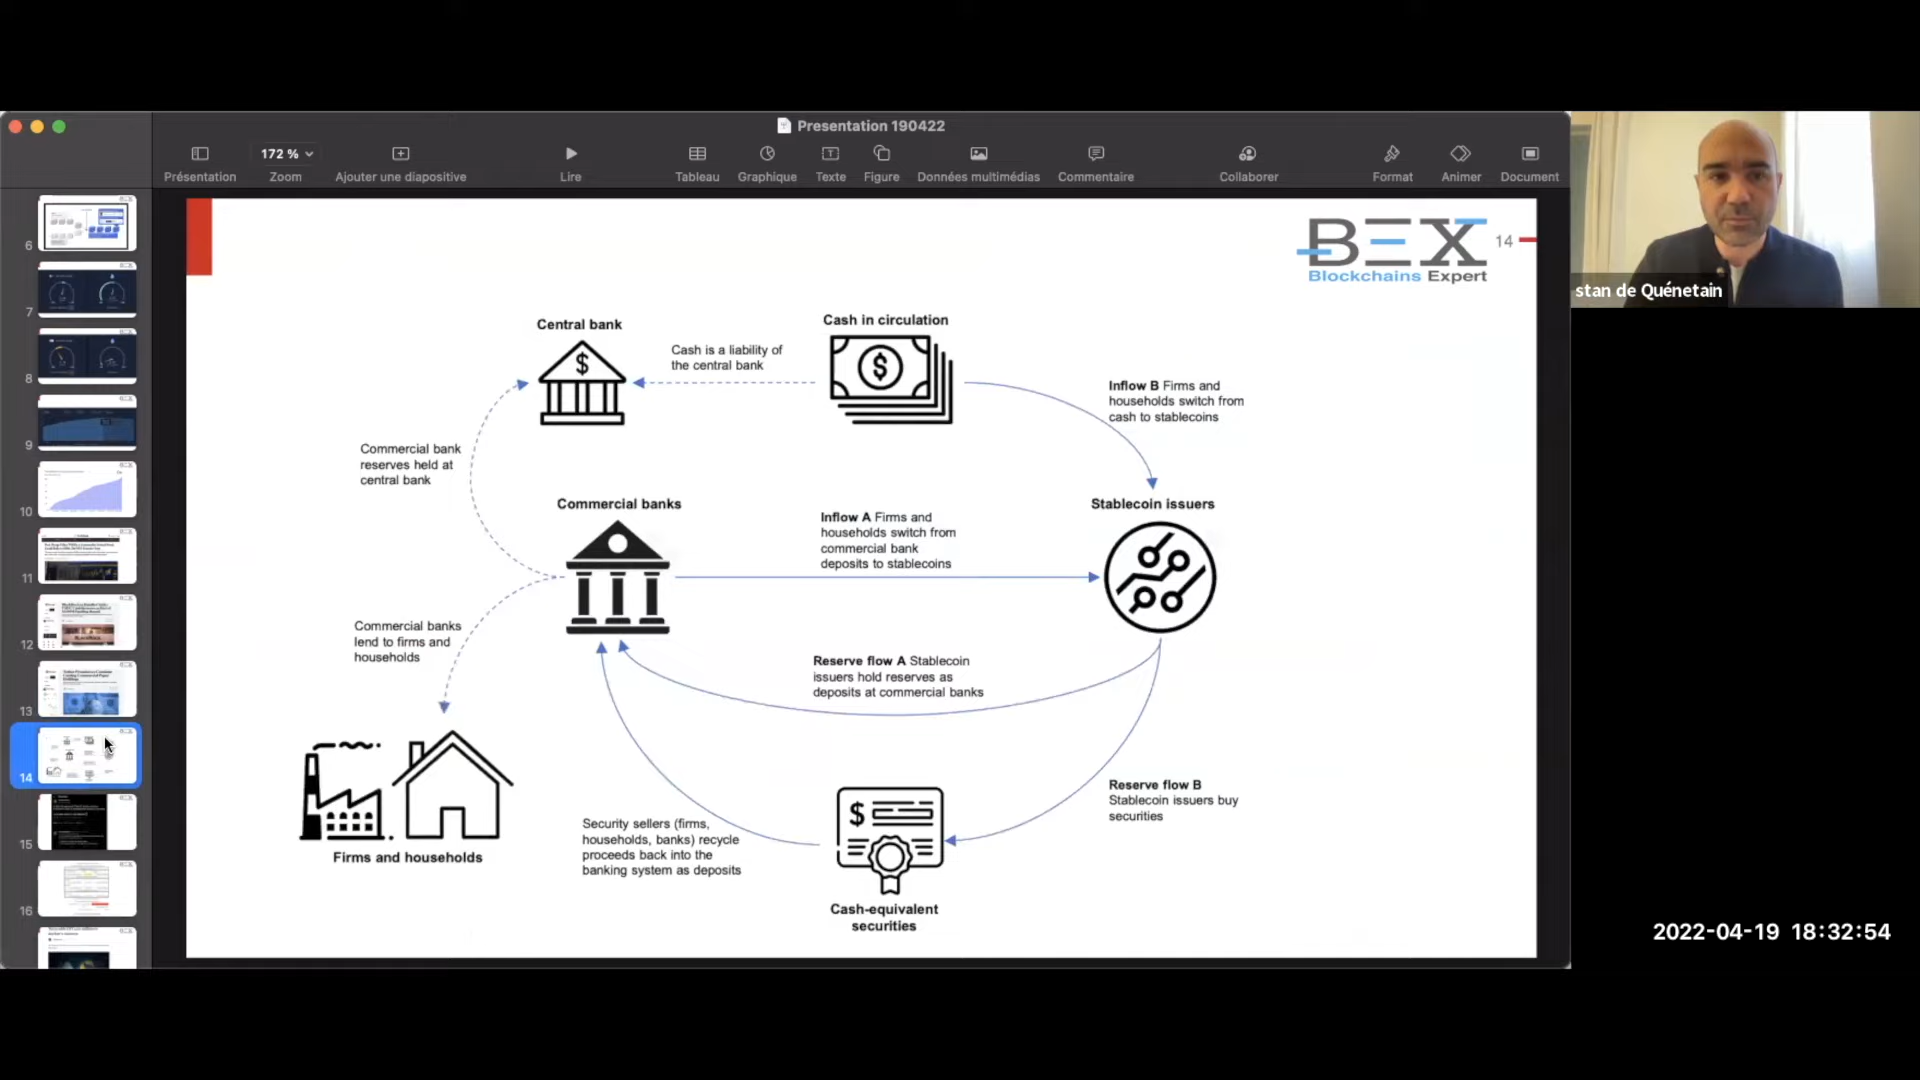 Presentation 190422
172 %
Présentation
Zoom
Ajouter une diapositive
Lire
Tableau
Graphique
Texte
Figure
Données multimédias
Commentaire
Collaborer
Format
Animer
Document
6
7
8
9
10
11
12
13
14
15
16
BEX
Blockchains Expert
14
Central bank
Cash is a liability of
the central bank
Cash in circulation
Inflow B Firms and
households switch from
cash to stablecoins
Commercial bank
reserves held at
central bank
Commercial banks
Inflow A Firms and
households switch from
commercial bank
deposits to stablecoins
Stablecoin issuers
Commercial banks
lend to firms and
households
Reserve flow A Stablecoin
issuers hold reserves as
deposits at commercial banks
Reserve flow B
Stablecoin issuers buy
securities
Security sellers (firms,
households, banks) recycle
proceeds back into the
banking system as deposits
Firms and households
Cash-equivalent
securities
stan de Quénetain
2022-04-19 18:32:54